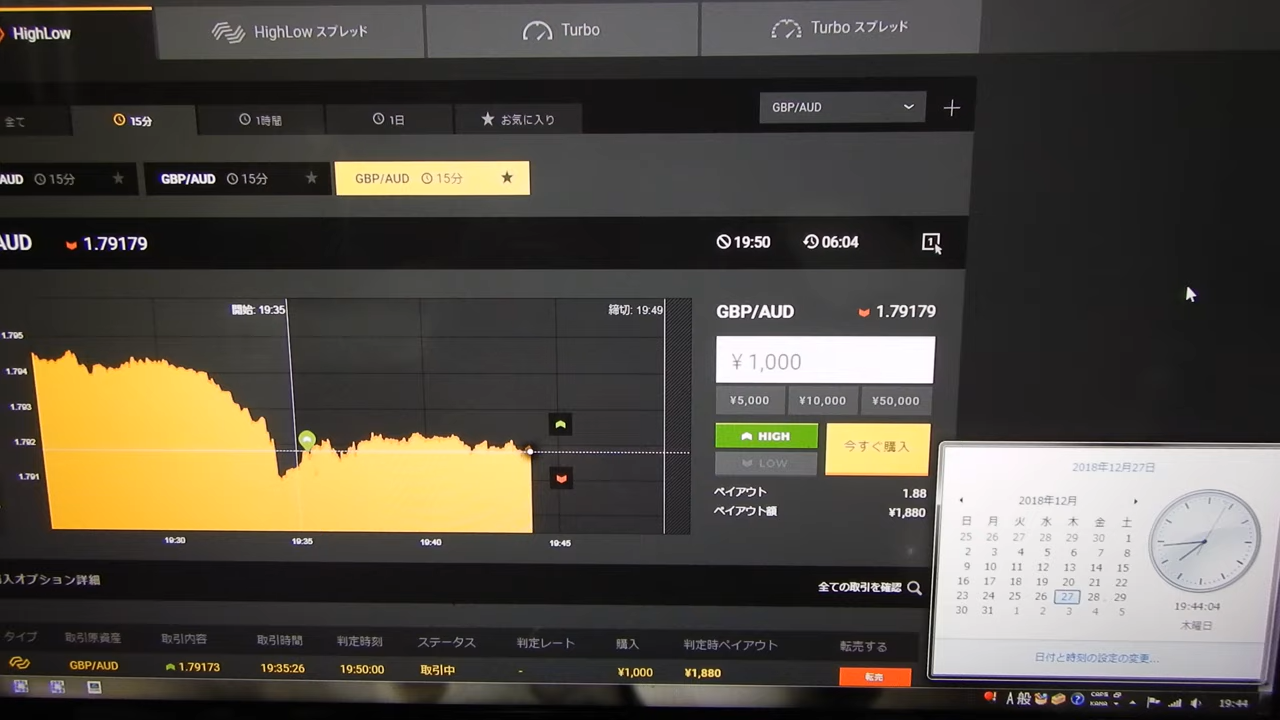 HighLow
HighLow スプレッド
Turbo
Turbo スプレッド
全て
15分
1時間
1日
お気に入り
GBP/AUD
AUD 15分
GBP/AUD 15分
GBP/AUD 15分
AUD 1.79179
19:50
06:04
1
開始: 19:35
締切: 19:49
1.795
1.794
1.793
1.792
1.791
19:30
19:35
19:40
19:45
GBP/AUD 1.79179
¥ 1,000
¥5,000
¥10,000
¥50,000
HIGH
LOW
今すぐ購入
ペイアウト 1.88
ペイアウト額 ¥1,880
入オプション詳細
全ての取引を確認
タイプ 取引原資産 取引内容 取引時間 判定時刻 ステータス 判定レート 購入 判定時ペイアウト 転売する
GBP/AUD 1.79173 19:35:26 19:50:00 取引中 - ¥1,000 ¥1,880 転売
2018年12月27日
2018年12月
日 月 火 水 木 金 土
25 26 27 28 29 30 1
2 3 4 5 6 7 8
9 10 11 12 13 14 15
16 17 18 19 20 21 22
23 24 25 26 27 28 29
30 31 1 2 3 4 5
19:44:04
木曜日
日付と時刻の設定の変更...
A 般
CAPS
KANA
19:44